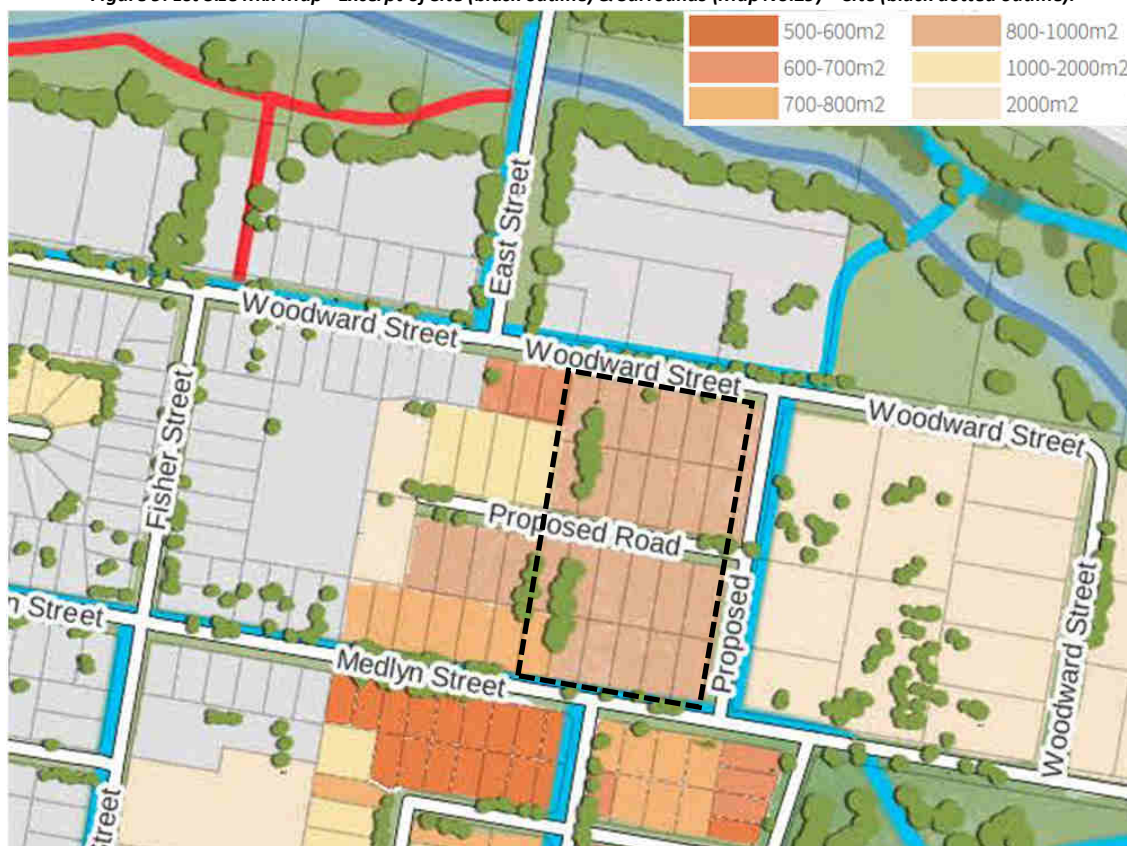 500-600m2
800-1000m2
600-700m2
1000-2000m2
700-800m2
2000m2
East Street
Woodward Street
Woodward Street
Woodward Street
Fisher Street
Proposed Road
n Street
Medlyn Street
Proposed
Woodward Street
Street